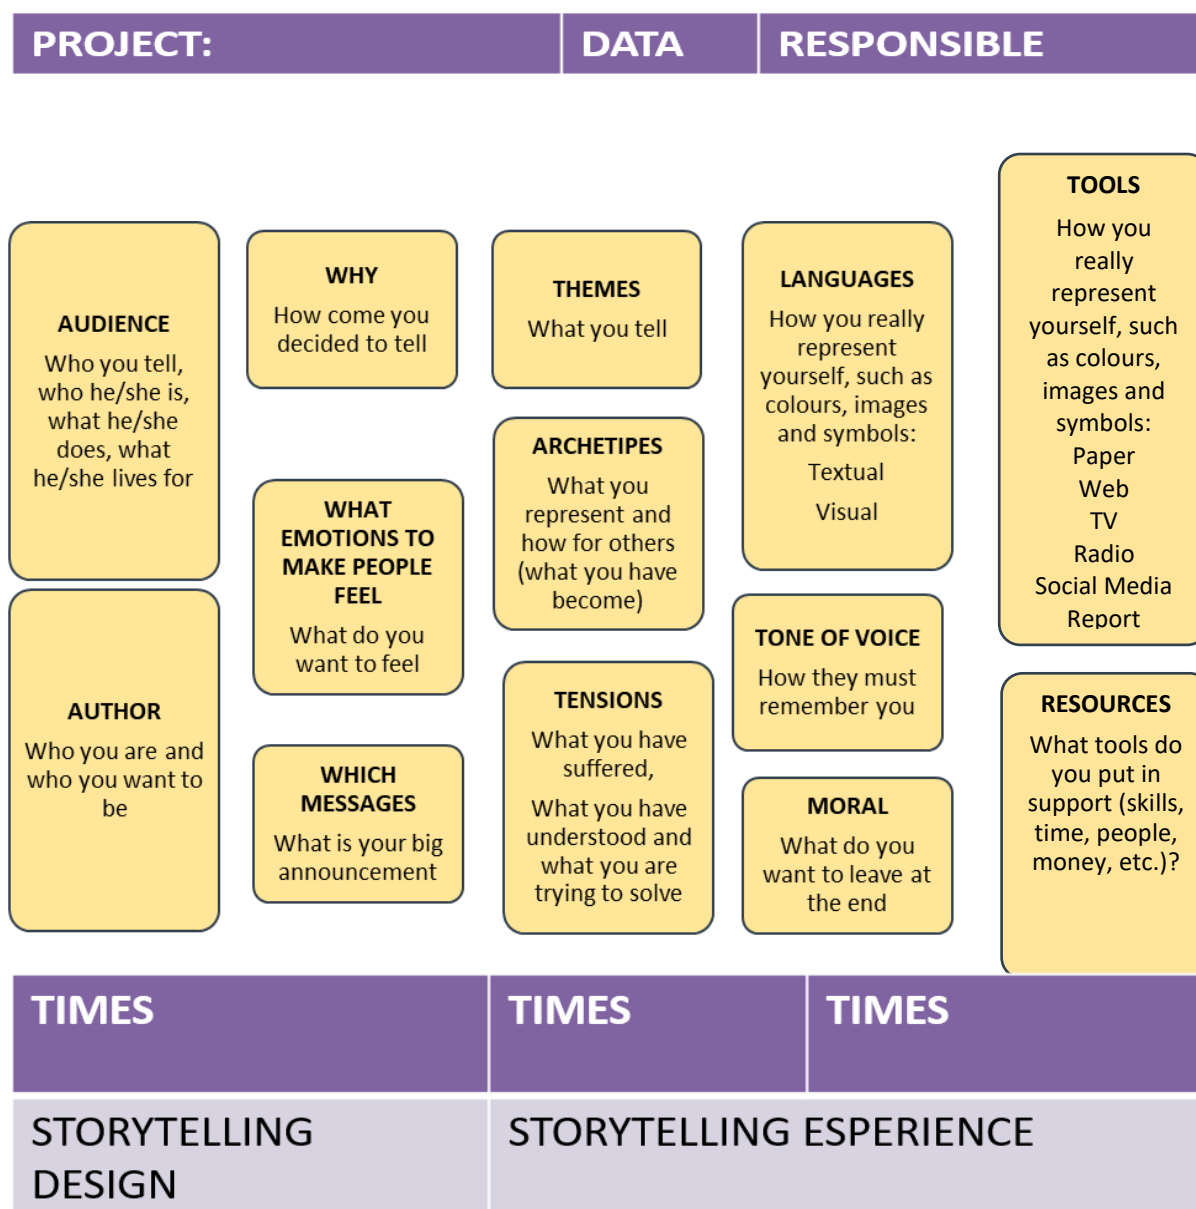 PROJECT:
DATA
RESPONSIBLE
AUDIENCE
Who you tell,
who he/she is,
what he/she
does, what
he/she lives for
AUTHOR
Who you are and
who you want to
be
WHY
How come you
decided to tell
WHAT
EMOTIONS TO
MAKE PEOPLE
FEEL
What do you
want to feel
WHICH
MESSAGES
What is your big
announcement
THEMES
What you tell
ARCHETIPES
What you
represent and
how for others
(what you have
become)
TENSIONS
What you have
suffered,
What you have
understood and
what you are
trying to solve
LANGUAGES
How you really
represent
yourself, such as
colours, images
and symbols:
Textual
Visual
TONE OF VOICE
How they must
remember you
MORAL
What do you
want to leave at
the end
TOOLS
How you
really
represent
yourself, such
as colours,
images and
symbols:
Paper
Web
TV
Radio
Social Media
Report
RESOURCES
What tools do
you put in
support (skills,
time, people,
money, etc.)?
TIMES
TIMES
TIMES
STORYTELLING
DESIGN
STORYTELLING ESPERIENCE